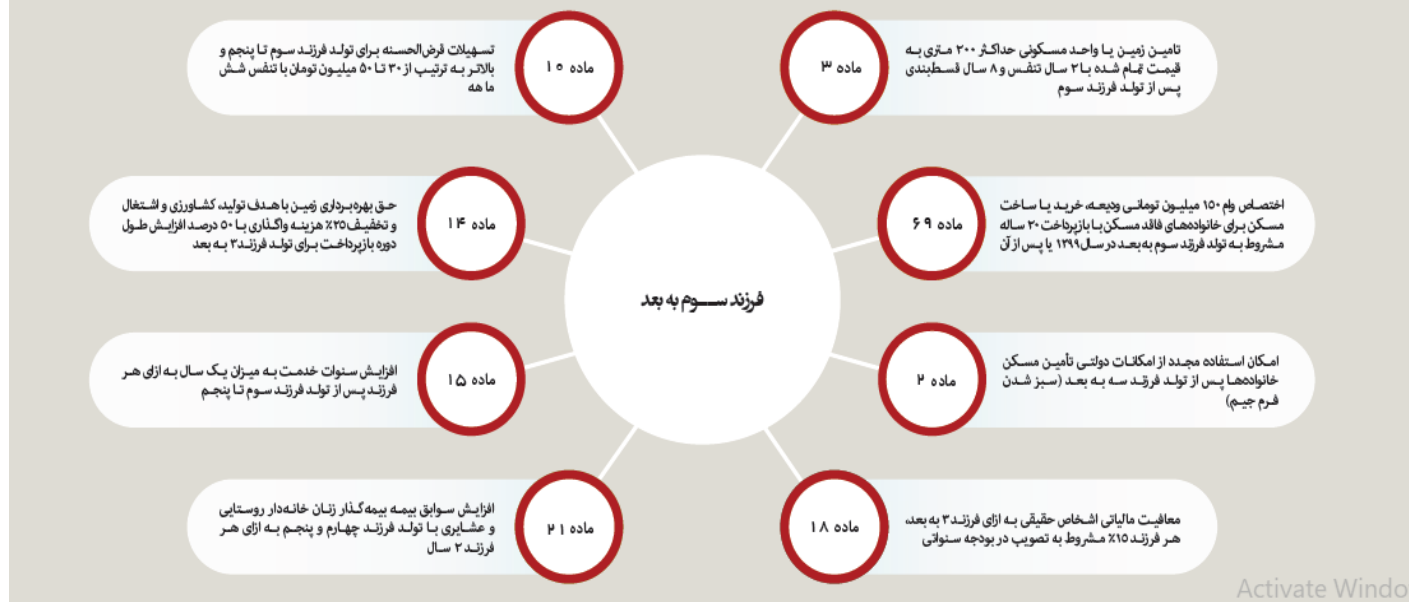 تامین زمین یا واحد مسکونی حداکثر ۲۰۰ متری به
قیمت تمام شده با ۲ سال تنفس و ۸ سال قسطبندی
پس از تولد فرزند سوم
ماده ۳
ماده ۱۰
تسهیلات قرض‌الحسنه برای تولد فرزند سوم تا پنجم و
بالاتر به ترتیب از ۳۰ تا ۵۰ میلیون تومان با تنفس شش
ما هه
اختصاص وام ۱۵۰ میلیون تومانی ودیعه، خرید یا ساخت
مسکن برای خانواده‌های فاقد مسکن با بازپرداخت ۲۰ ساله
مشروط به تولد فرزند سوم به‌بعد در سال ۱۳۹۹ یا پس از آن
ماده ۶۹
ماده ۱۴
حق بهره‌برداری زمین با هدف تولید، کشاورزی و اشتغال
و تخفیف ۲۵٪ هزینه واگذاری با ۵۰ درصد افزایش طول
دوره بازپرداخت برای تولد فرزند ۳ به بعد
فرزند ســـوم به بعد
امکان استفاده مجدد از امکانات دولتی تأمین مسکن
خانواده‌ها پس از تولد فرزند سه به بعد (سبز شدن
فرم جیم)
ماده ۲
ماده ۱۵
افزایش سنوات خدمت به میزان یک سال به ازای هر
فرزند پس از تولد فرزند سوم تا پنجم
معافیت مالیاتی اشخاص حقیقی به ازای فرزند ۳ به بعد،
هر فرزند ۱۵٪ مشروط به تصویب در بودجه سنواتی
ماده ۱۸
ماده ۲۱
افزایش سوابق بیمه بیمه‌گذار زنان خانه‌دار روستایی
و عشایری با تولد فرزند چهارم و پنجم به ازای هر
فرزند ۲ سال
Activate Windo